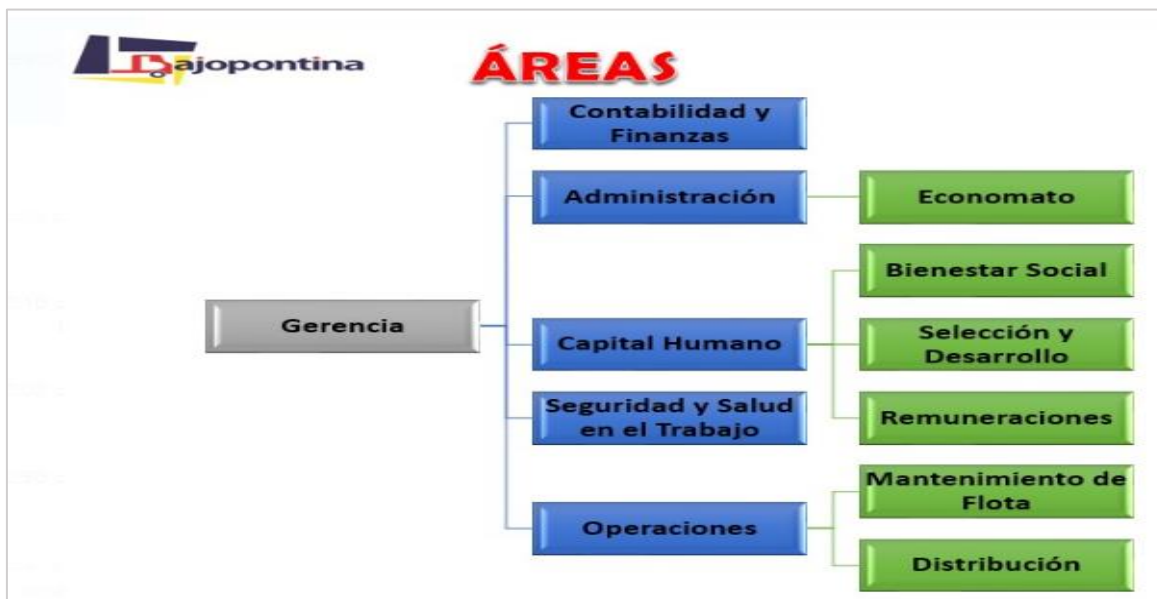 Bajopontina
ÁREAS
Contabilidad y
Finanzas
Administración
Economato
Bienestar Social
Gerencia
Capital Humano
Selección y
Desarrollo
Seguridad y Salud
en el Trabajo
Remuneraciones
Mantenimiento de
Flota
Operaciones
Distribución